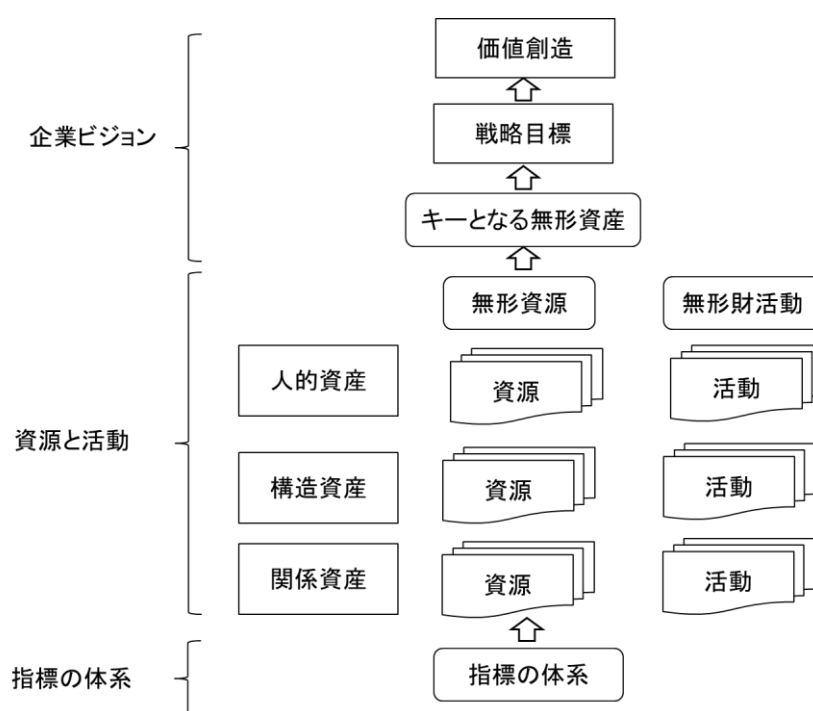 価値創造
企業ビジョン
戦略目標
キーとなる無形資産
無形資源
無形財活動
人的資産
資源
活動
資源と活動
構造資産
資源
活動
関係資産
資源
活動
指標の体系
指標の体系